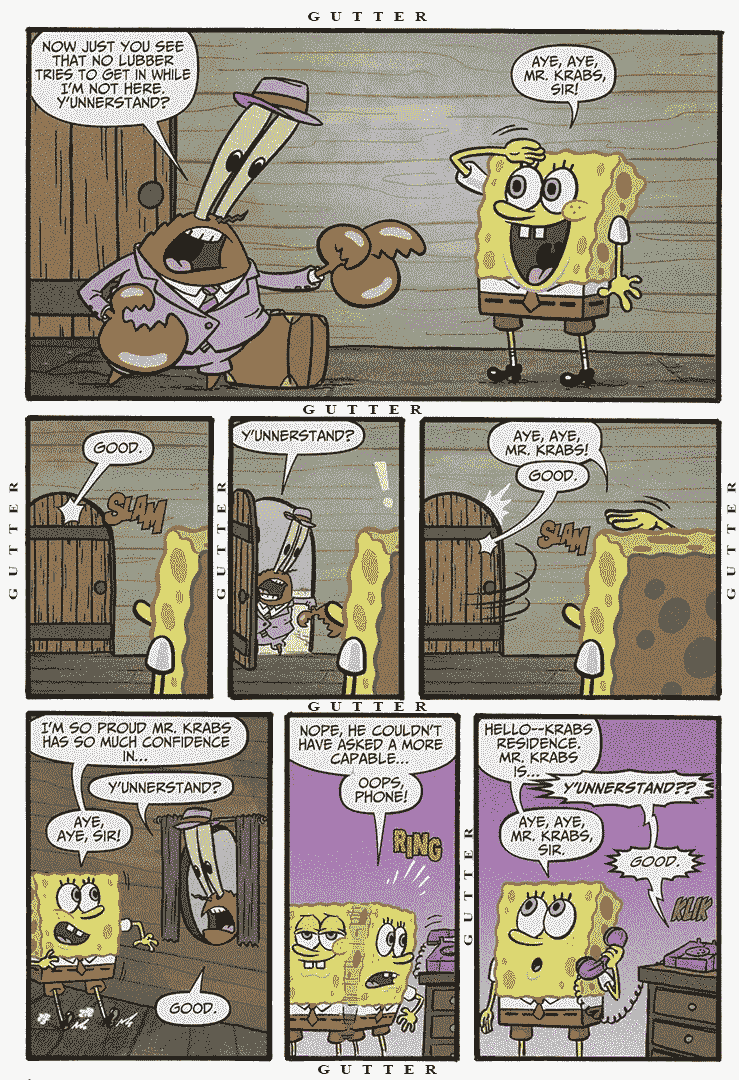 GUTTER
NOW JUST YOU SEE
THAT NO LUBBER
TRIES TO GET IN WHILE
I'M NOT HERE.
Y'UNNERSTAND?
AYE, AYE,
MR. KRABS,
SIR!
GUTTER
GUTTER
GOOD.
SLAM
GUTTER
Y'UNNERSTAND?
!
AYE, AYE,
MR. KRABS!
GOOD.
SLAM
GUTTER
GUTTER
I'M SO PROUD MR. KRABS
HAS SO MUCH CONFIDENCE
IN...
Y'UNNERSTAND?
AYE,
AYE, SIR!
GOOD.
NOPE, HE COULDN'T
HAVE ASKED A MORE
CAPABLE...
OOPS,
PHONE!
RING
GUTTER
HELLO--KRABS
RESIDENCE.
MR. KRABS
IS...
Y'UNNERSTAND??
AYE, AYE,
MR. KRABS,
SIR.
GOOD.
KLIK
GUTTER